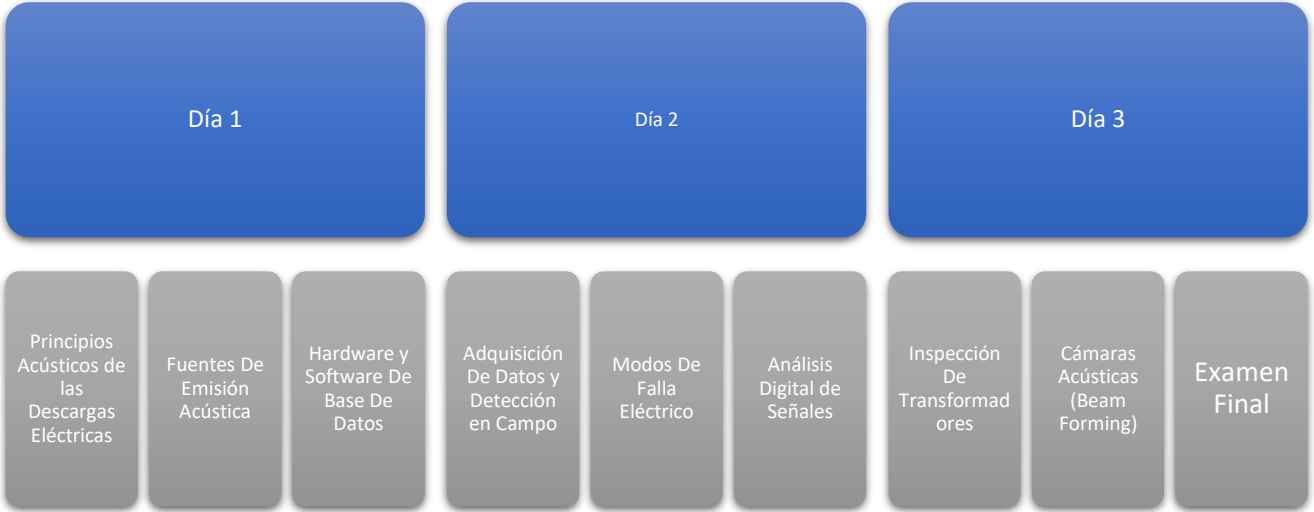 Día 1
Día 2
Día 3
Principios
Acústicos de
las
Descargas
Eléctricas
Fuentes De
Emisión
Acústica
Hardware y
Software De
Base De
Datos
Adquisición
De Datos y
Detección
en Campo
Modos De
Falla
Eléctrico
Análisis
Digital de
Señales
Inspección
De
Transformad
ores
Cámaras
Acústicas
(Beam
Forming)
Examen
Final